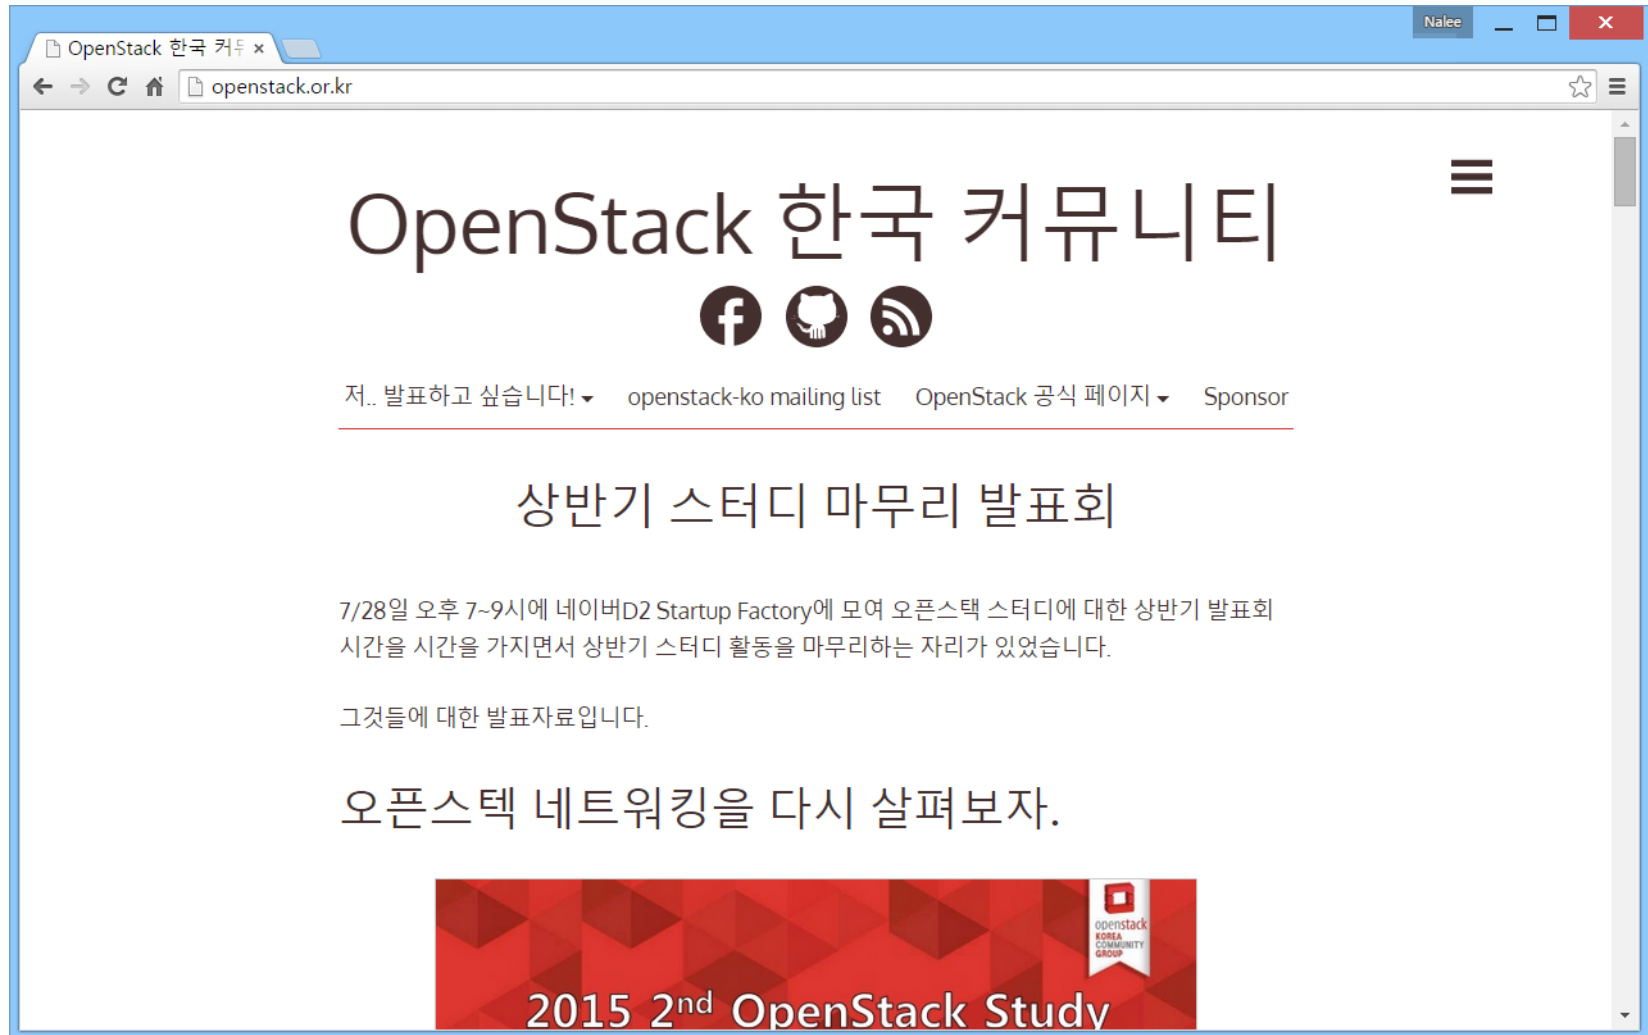 Nalee
OpenStack 한국 커
openstack.or.kr
OpenStack 한국 커뮤니티
저.. 발표하고 싶습니다! openstack-ko mailing list OpenStack 공식 페이지 Sponsor
상반기 스터디 마무리 발표회
7/28일 오후 7~9시에 네이버D2 Startup Factory에 모여 오픈스택 스터디에 대한 상반기 발표회
시간을 시간을 가지면서 상반기 스터디 활동을 마무리하는 자리가 있었습니다.
그것들에 대한 발표자료입니다.
오픈스텍 네트워킹을 다시 살펴보자.
openstack
KOREA
COMMUNITY
GROUP
2015 2nd OpenStack Study